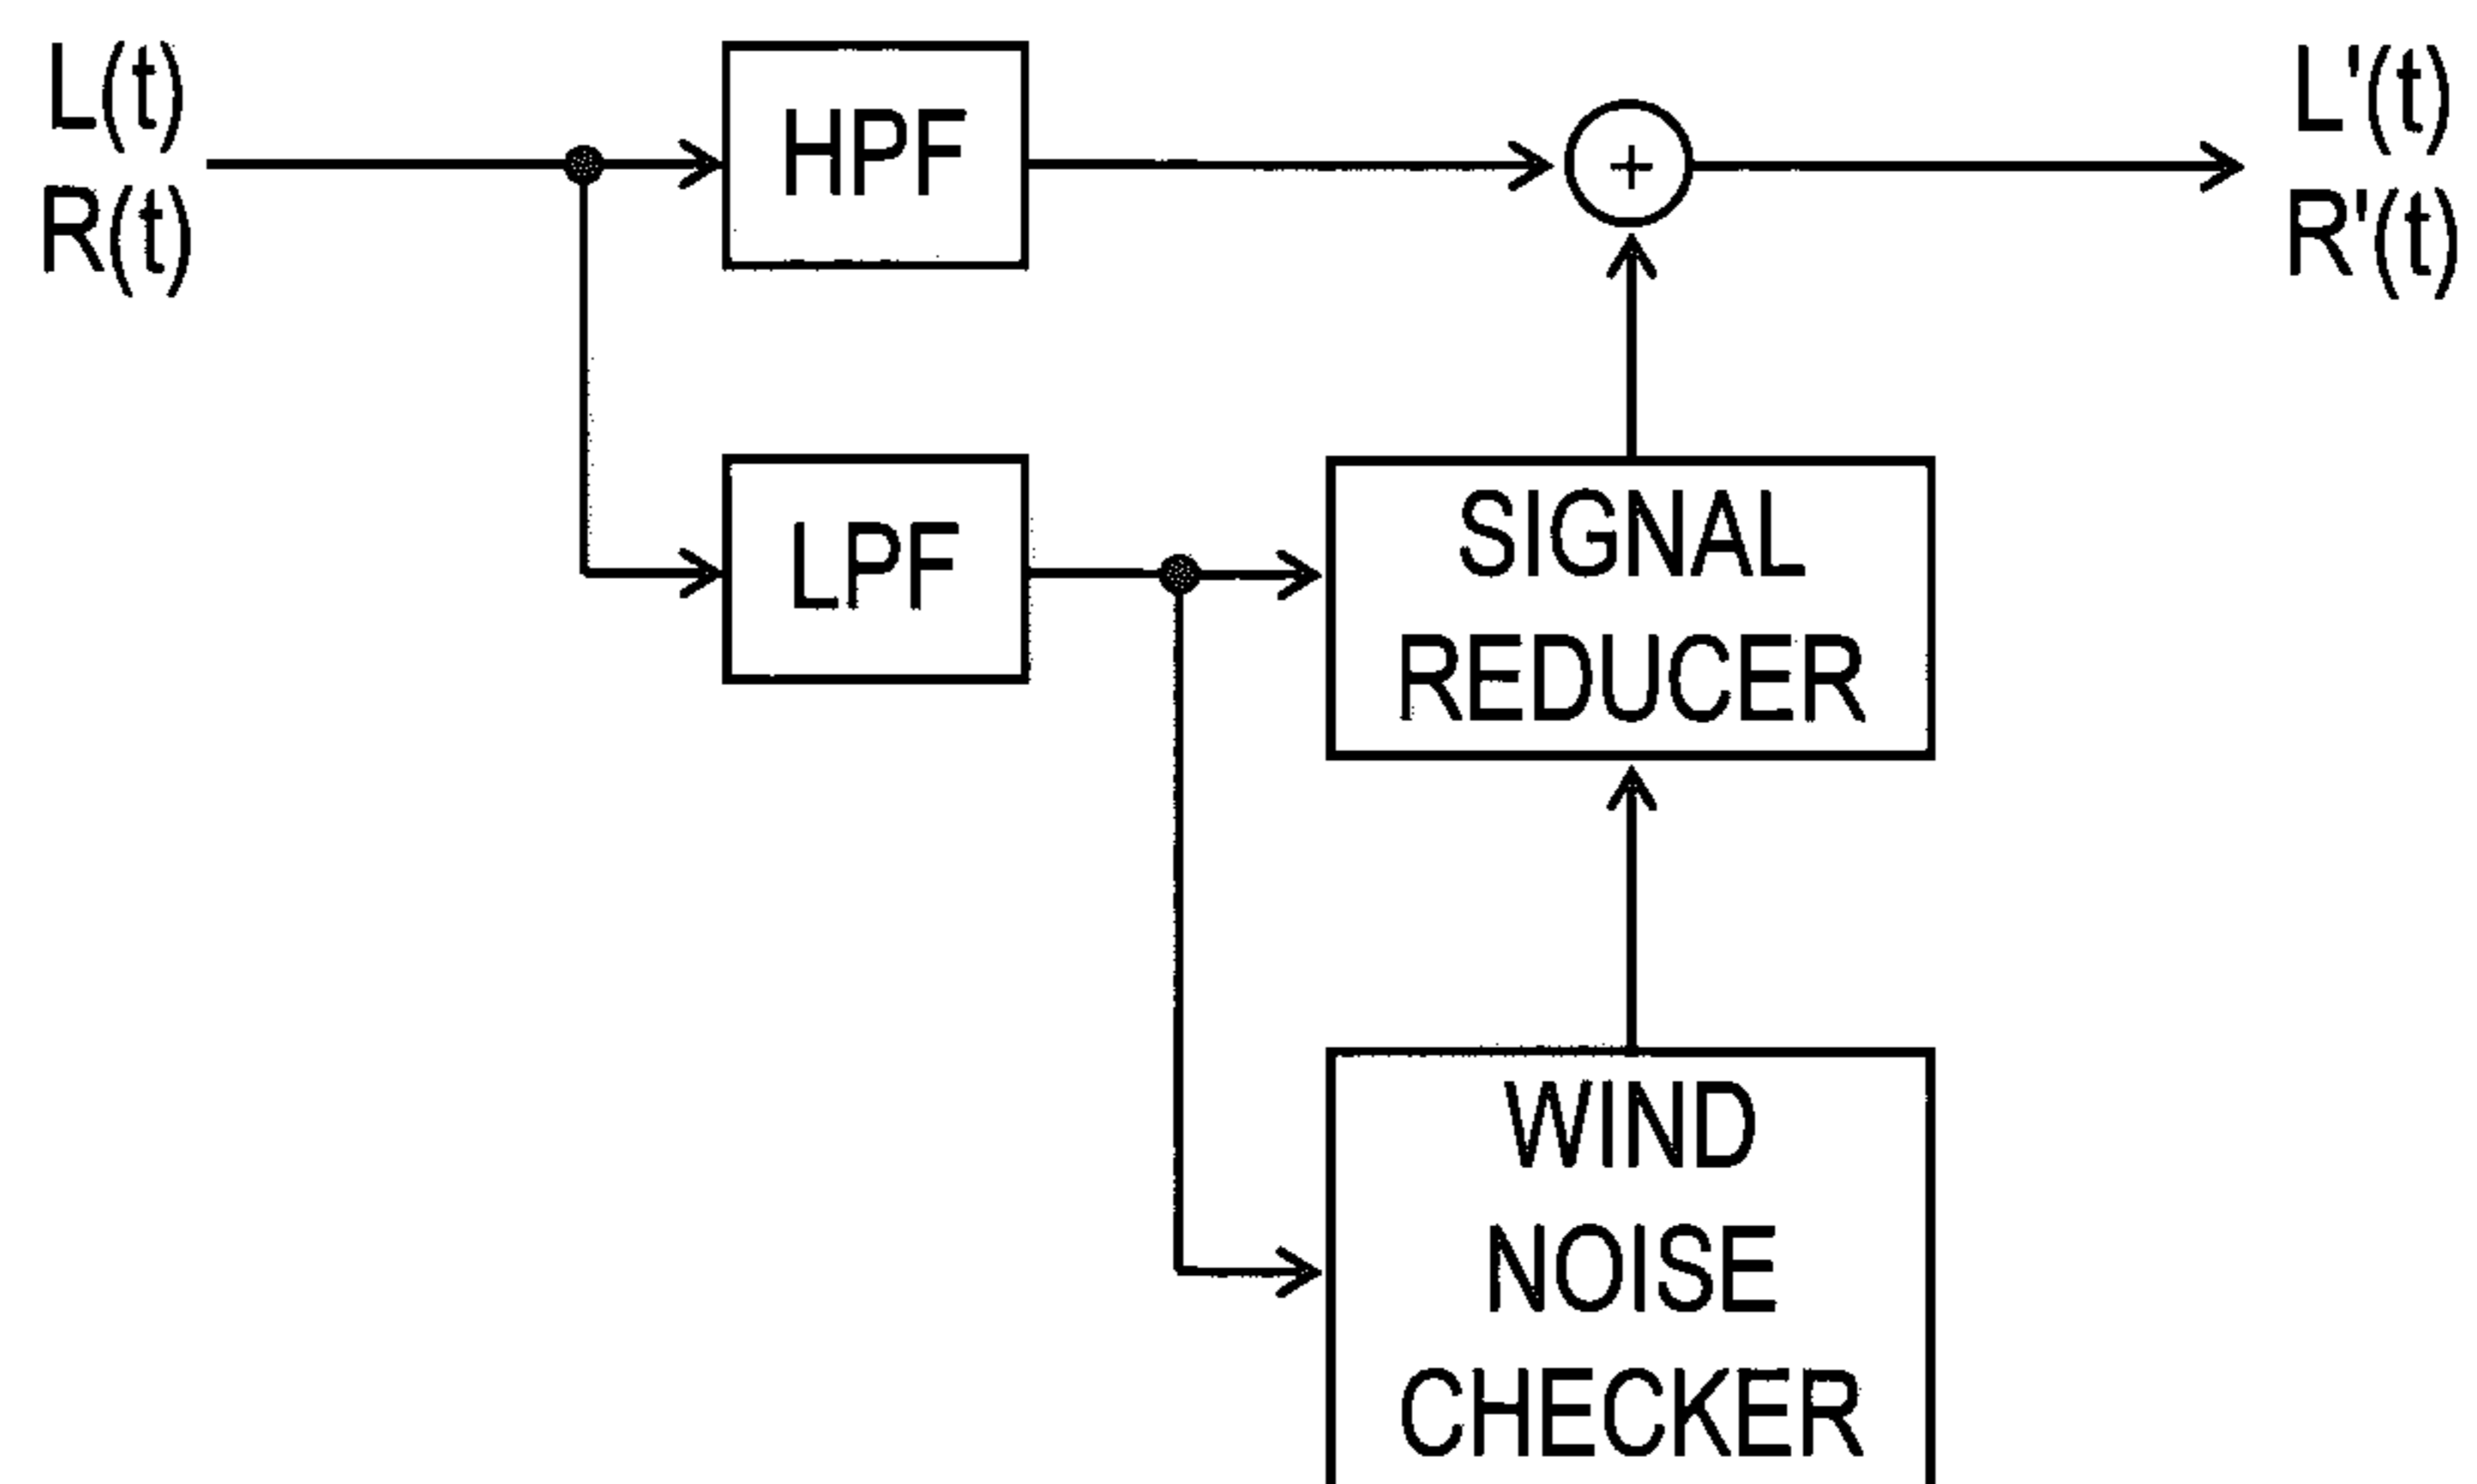 L(t)
R(t)
HPF
+
L'(t)
R'(t)
LPF
SIGNAL
REDUCER
WIND
NOISE
CHECKER